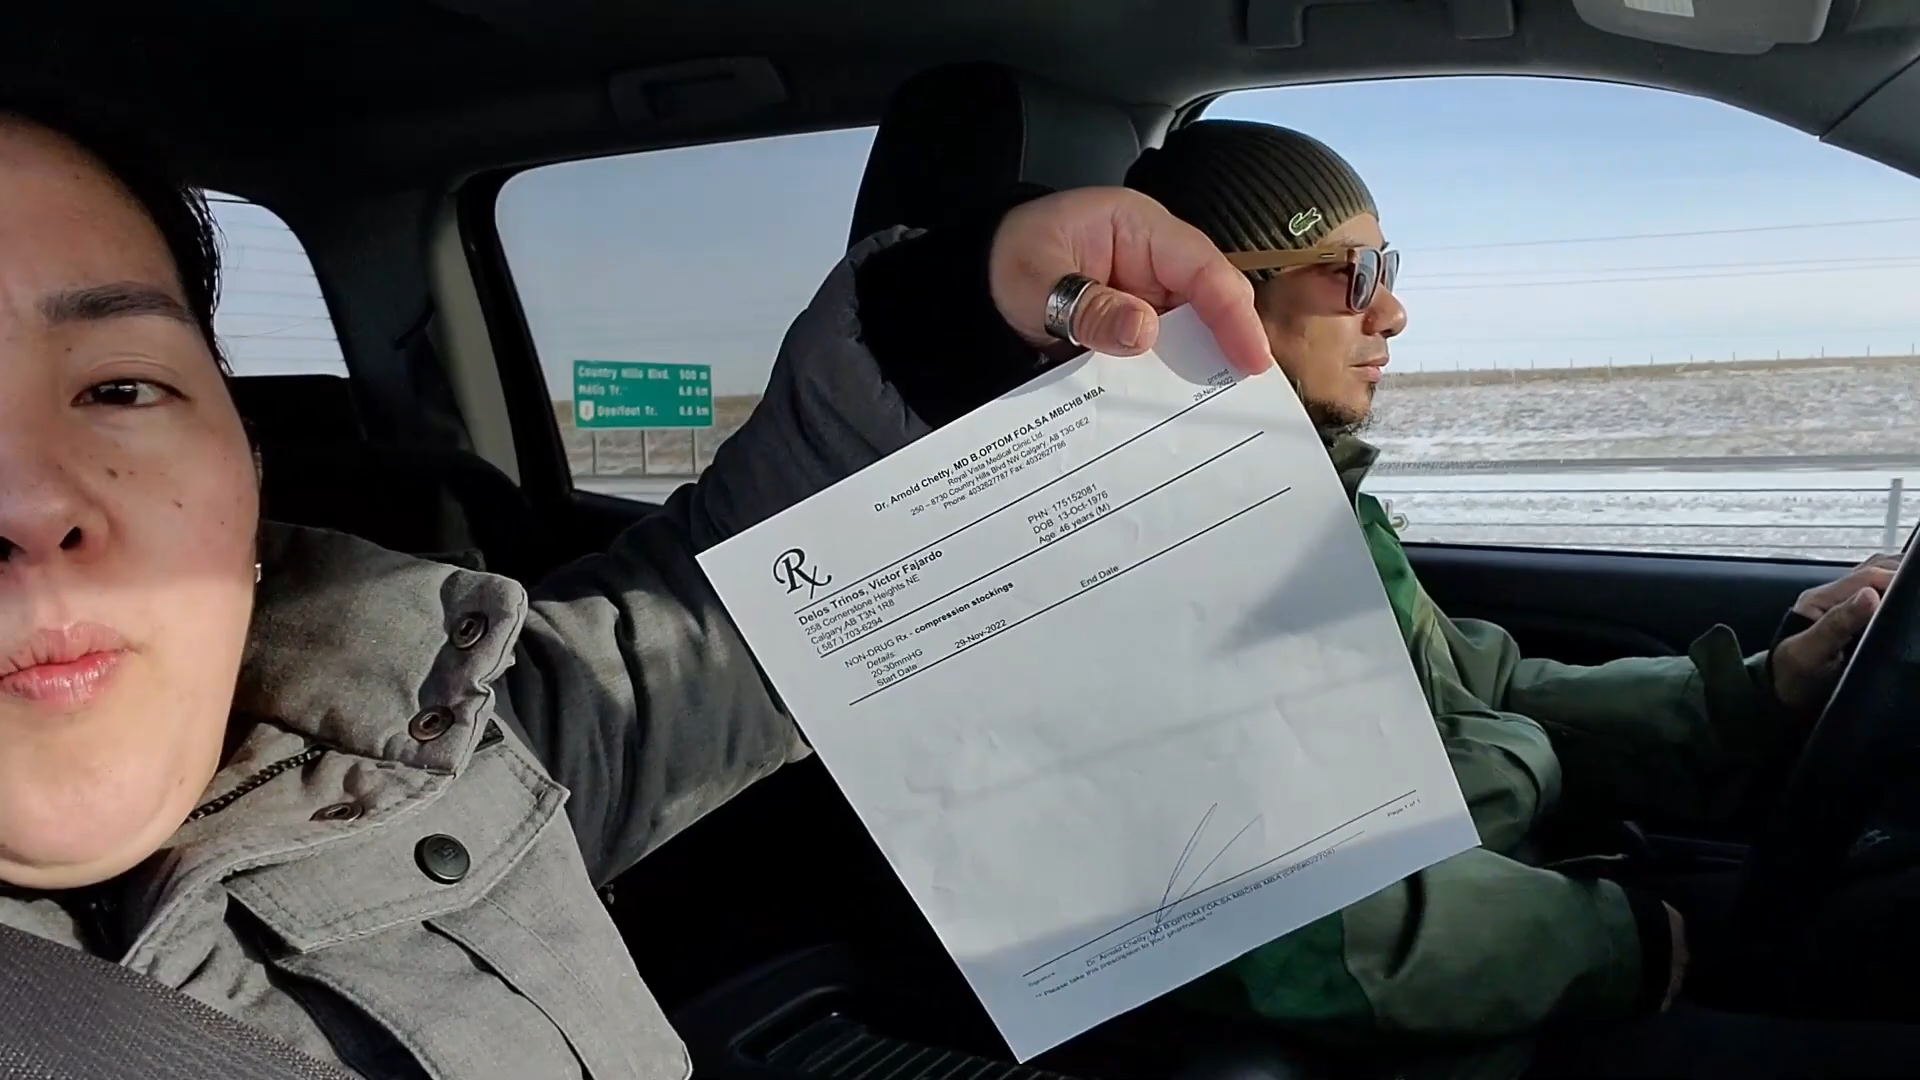 Country Hills Blvd. 900 m
Métis Tr. 6.8 km
Stoney Tr.
Dr. Arnold Chetty, MD B.OPTOM FOA.SA MBCHB MBA
Royal Vista Medical Clinic Ltd.
250 – 8730 Country Hills Blvd NW Calgary, AB T3G 0E2
Phone: 4032627787 Fax: 4032627786
printed
29-Nov-2022
Rx
Delos Trinos, Victor Fajardo
258 Cornerstone Heights NE
Calgary AB T3N 1R8
( 587 ) 703-6294
PHN: 175152081
DOB 13-Oct-1976
Age: 46 years (M)
NON-DRUG Rx - compression stockings
Details:
20-30mmHG
Start Date 29-Nov-2022 End Date
Page 1 of 1
Signature
Dr. Arnold Chetty, MD B.OPTOM FOA.SA MBCHB MBA
** Please take this prescription to your pharmacist **